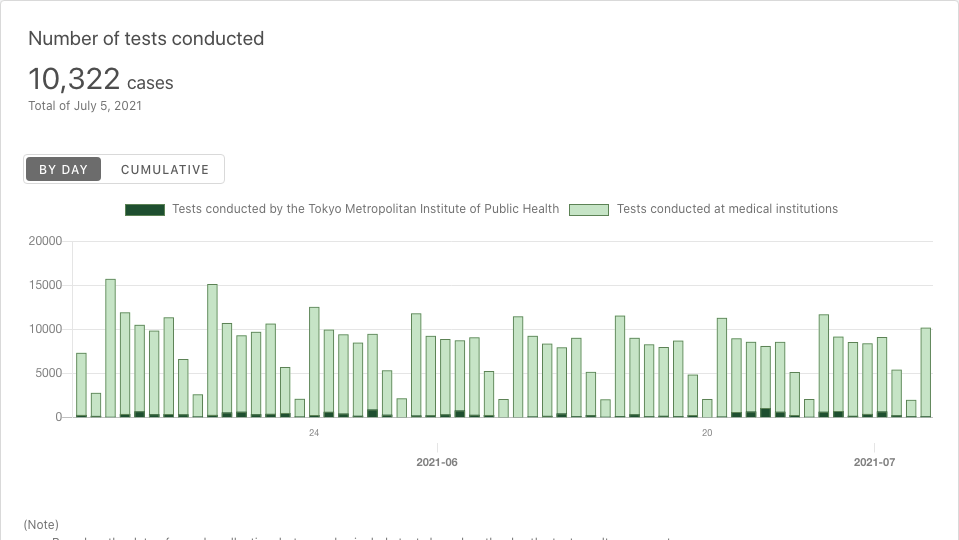 Number of tests conducted
10,322 cases
Total of July 5, 2021
BY DAY CUMULATIVE
Tests conducted by the Tokyo Metropolitan Institute of Public Health Tests conducted at medical institutions
20000
15000
10000
5000
0
24 20
2021-06 2021-07
(Note)